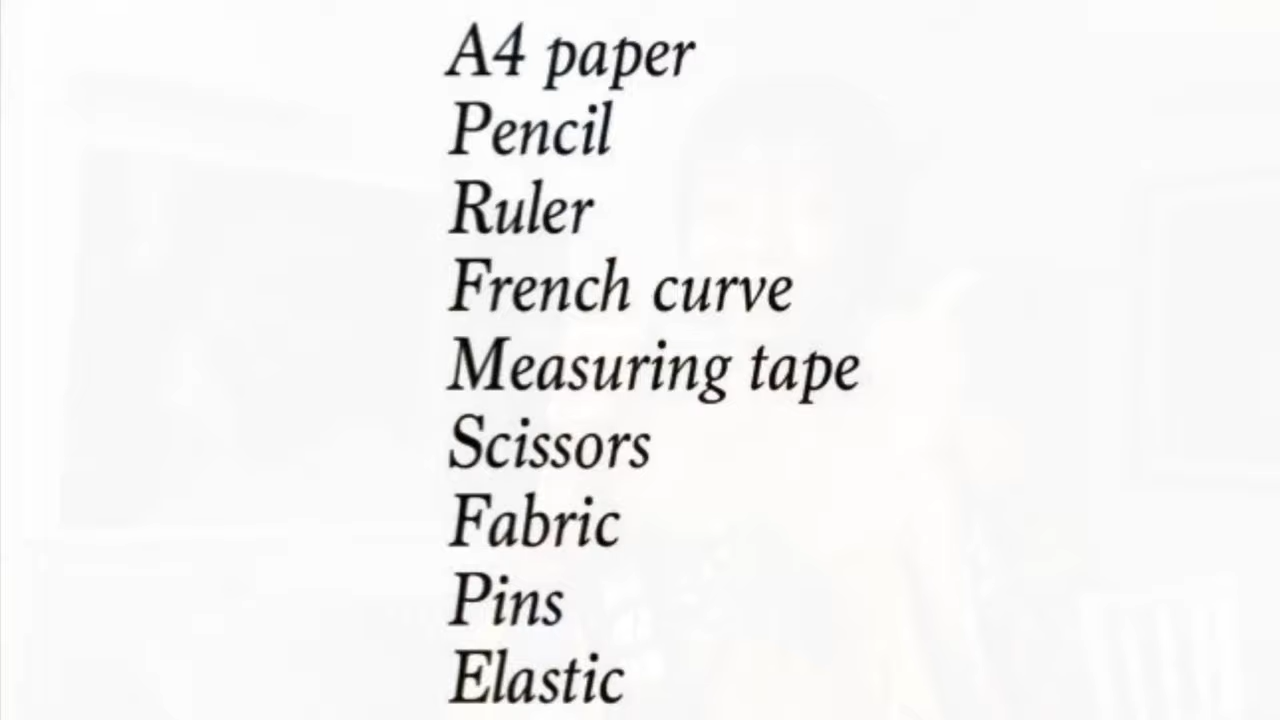 A4 paper
Pencil
Ruler
French curve
Measuring tape
Scissors
Fabric
Pins
Elastic